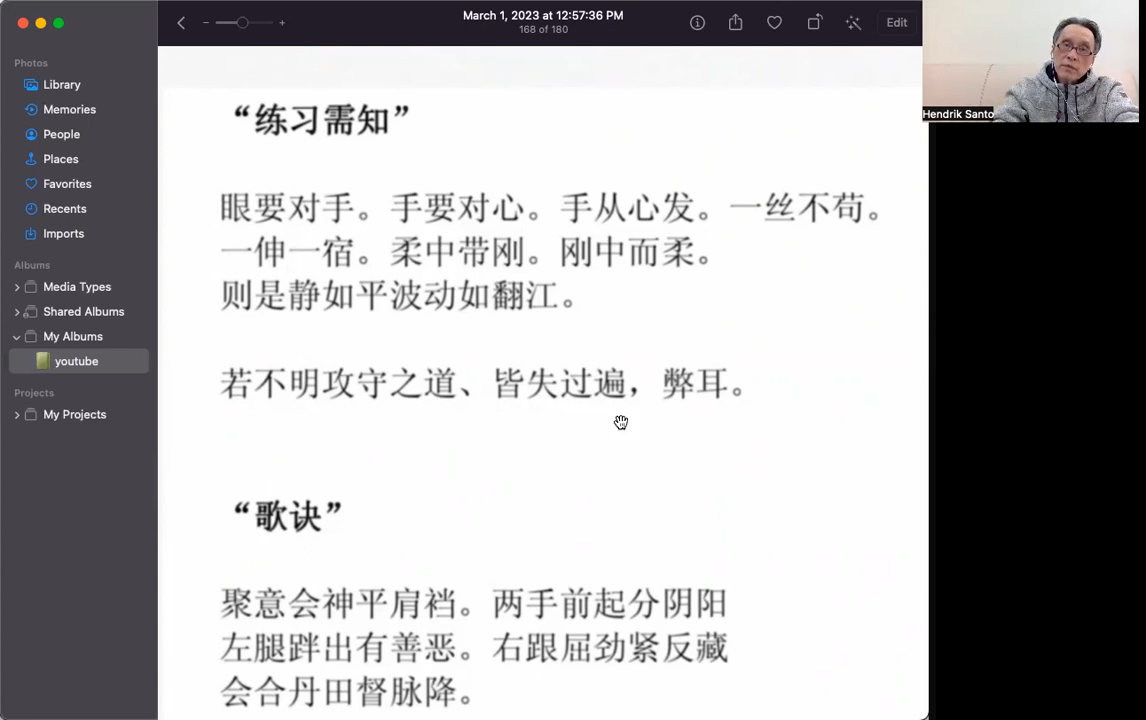 March 1, 2023 at 12:57:36 PM
168 of 180
Edit
Photos
Library
Memories
People
Places
Favorites
Recents
Imports
Albums
Media Types
Shared Albums
My Albums
youtube
Projects
My Projects
Hendrik Santo
“练习需知”
眼要对手。手要对心。手从心发。一丝不苟。
一伸一宿。柔中带刚。刚中而柔。
则是静如平波动如翻江。
若不明攻守之道、皆失过遍，弊耳。
“歌诀”
聚意会神平肩裆。两手前起分阴阳
左腿跘出有善恶。右跟屈劲紧反藏
会合丹田督脉降。